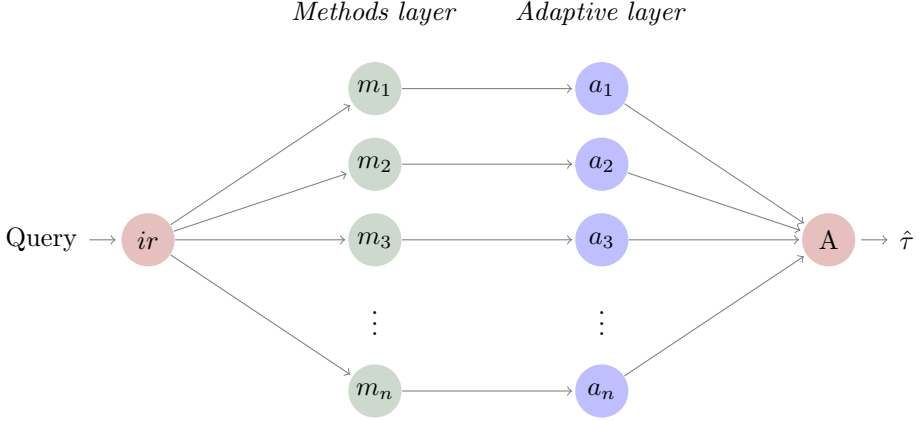 Methods layer Adaptive layer
m₁ a₁
m₂ a₂
Query ir m₃ a₃ A τ̂
⋮ ⋮
mₙ aₙ